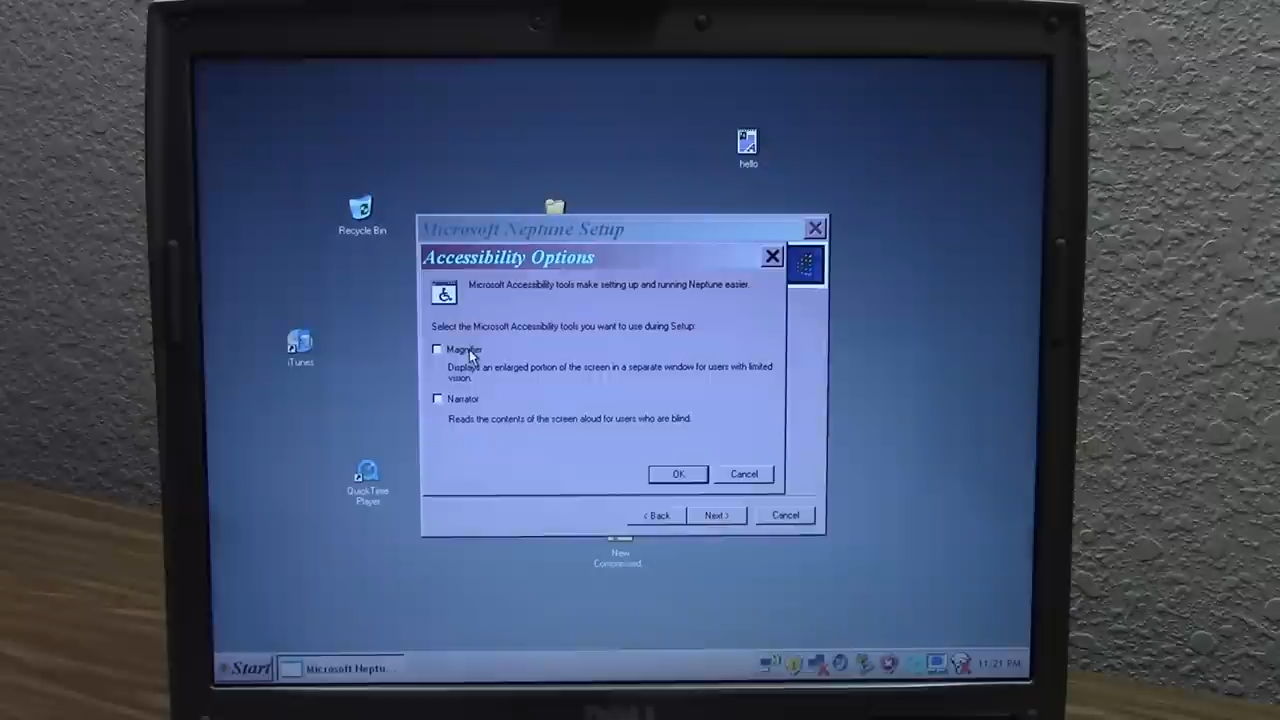 hello
Recycle Bin
Microsoft Neptune Setup
Accessibility Options
Microsoft Accessibility tools make setting up and running Neptune easier.
Select the Microsoft Accessibility tools you want to use during Setup:
Magnifier
Displays an enlarged portion of the screen in a separate window for users with limited
vision.
Narrator
Reads the contents of the screen aloud for users who are blind.
OK
Cancel
< Back
Next >
Cancel
iTunes
QuickTime
Player
New
Compressed...
Start
Microsoft Neptu...
11:21 PM